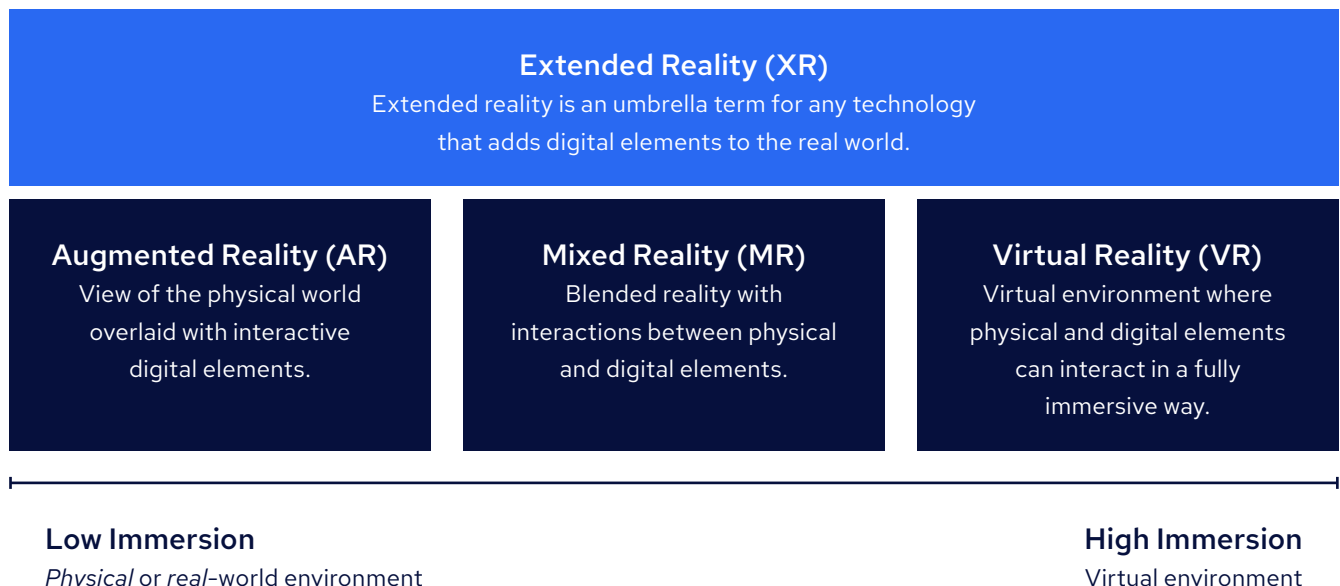 Extended Reality (XR)
Extended reality is an umbrella term for any technology
that adds digital elements to the real world.
Augmented Reality (AR)
View of the physical world
overlaid with interactive
digital elements.
Mixed Reality (MR)
Blended reality with
interactions between physical
and digital elements.
Virtual Reality (VR)
Virtual environment where
physical and digital elements
can interact in a fully
immersive way.
Low Immersion
Physical or real-world environment
High Immersion
Virtual environment